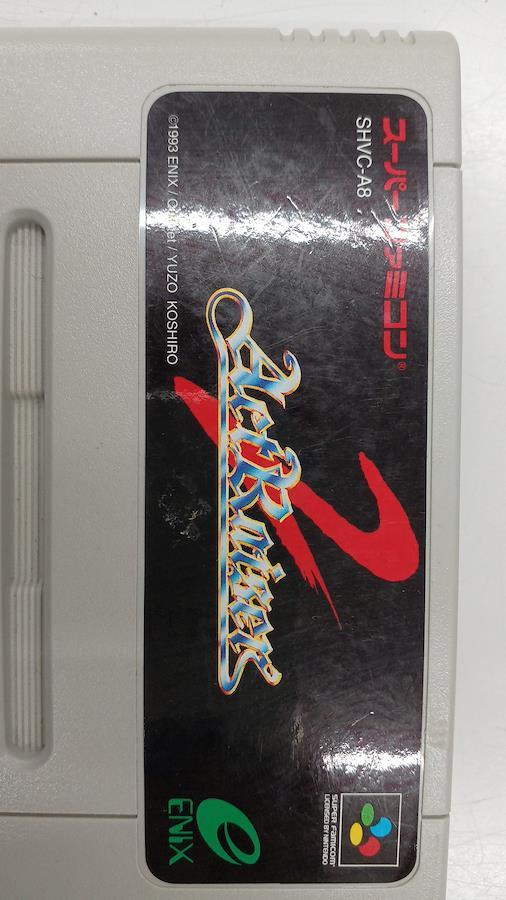 スーパーファミコン®
SHVC-A8
ActRaiser
2
SUPER FAMICOM
LICENSED BY NINTENDO
©1993 ENIX / Quintet / YUZO KOSHIRO
ENIX